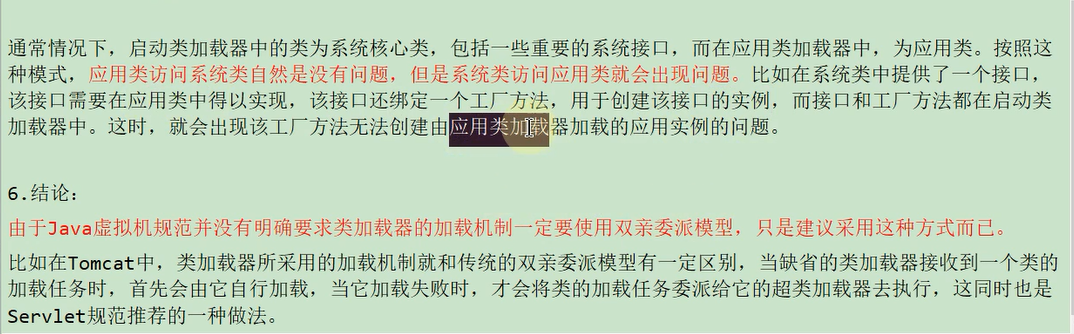 通常情况下，启动类加载器中的类为系统核心类，包括一些重要的系统接口，而在应用类加载器中，为应用类。按照这
种模式，应用类访问系统类自然是没有问题，但是系统类访问应用类就会出现问题。比如在系统类中提供了一个接口，
该接口需要在应用类中得以实现，该接口还绑定一个工厂方法，用于创建该接口的实例，而接口和工厂方法都在启动类
加载器中。这时，就会出现该工厂方法无法创建由应用类加载器加载的应用实例的问题。
6.结论：
由于Java虚拟机规范并没有明确要求类加载器的加载机制一定要使用双亲委派模型，只是建议采用这种方式而已。
比如在Tomcat中，类加载器所采用的加载机制就和传统的双亲委派模型有一定区别，当缺省的类加载器接收到一个类的
加载任务时，首先会由它自行加载，当它加载失败时，才会将类的加载任务委派给它的超类加载器去执行，这同时也是
Servlet规范推荐的一种做法。